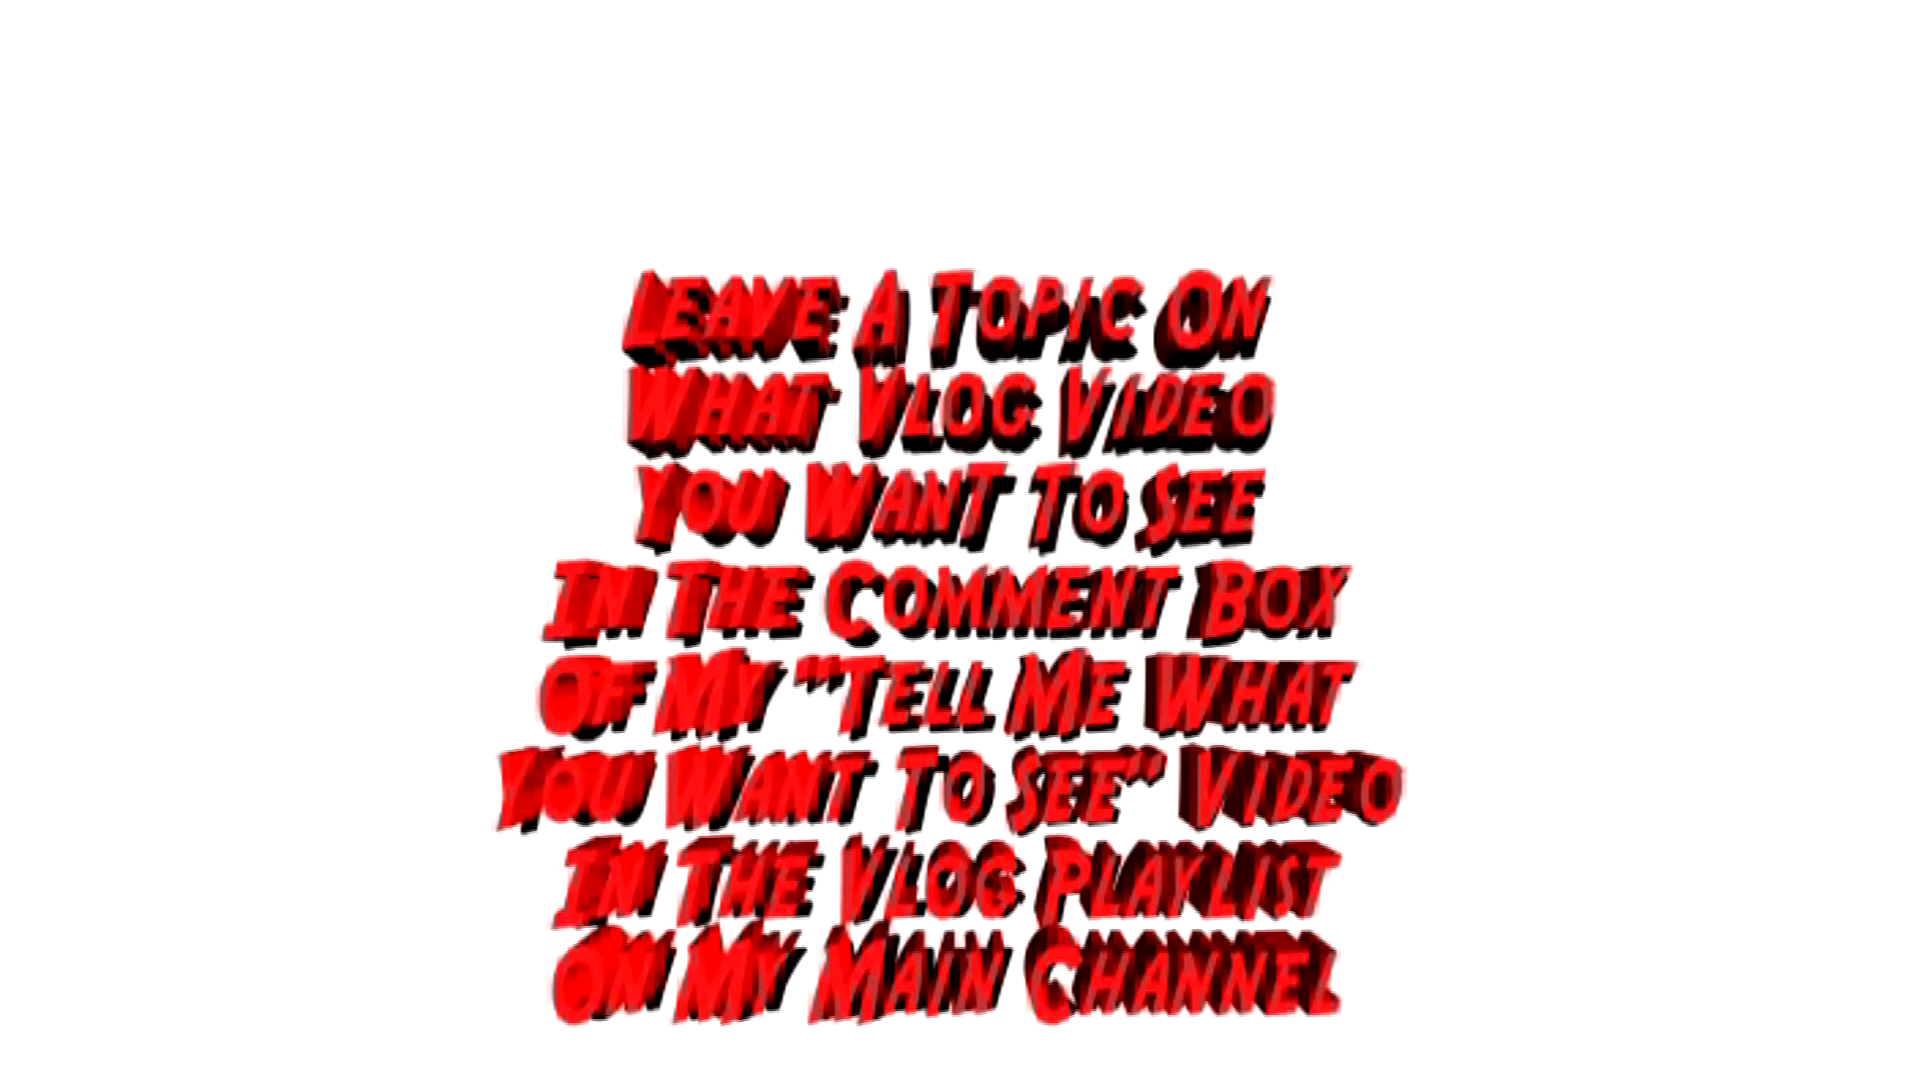 Leave A Topic On
What Vlog Video
You Want To See
In The Comment Box
Of My "Tell Me What
You Want To See" Video
In The Vlog Playlist
On My Main Channel